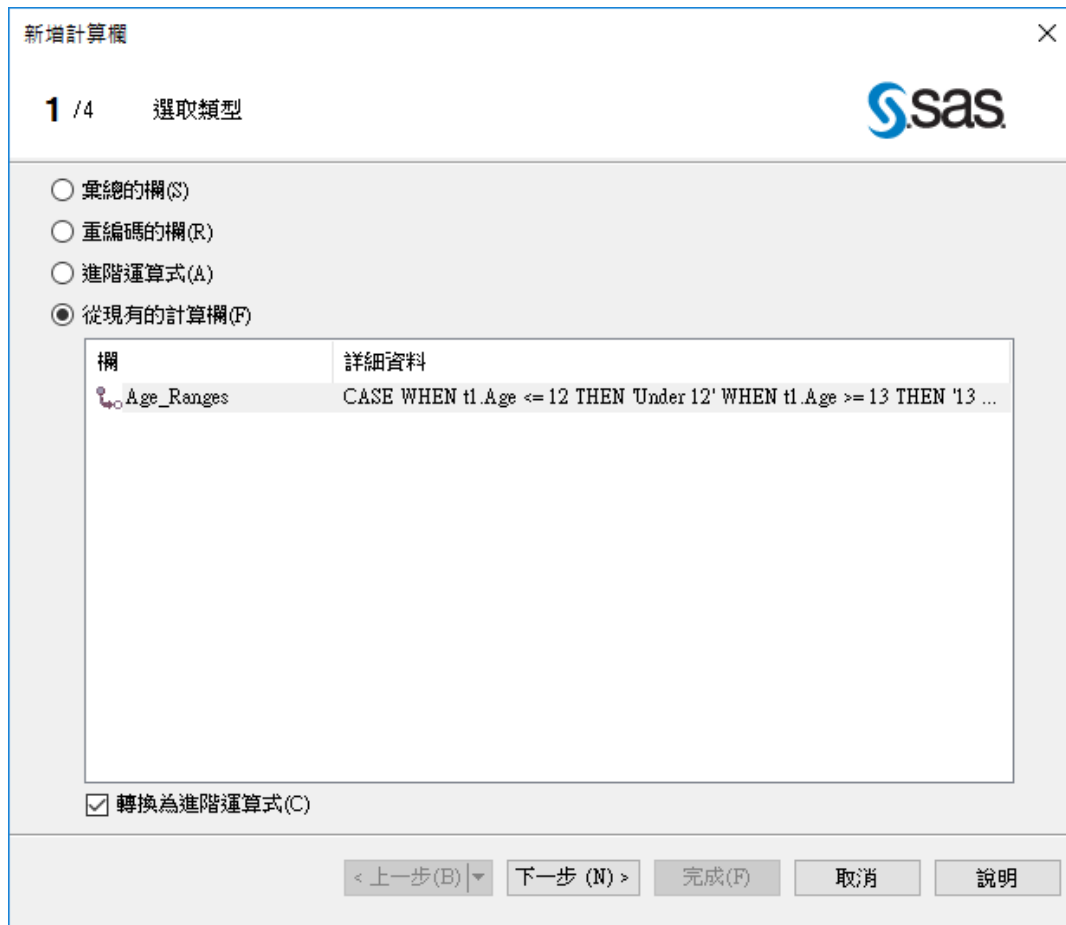 新增計算欄
1 /4 選取類型
sas
彙總的欄(S)
重編碼的欄(R)
進階運算式(A)
從現有的計算欄(F)
欄 詳細資料
Age_Ranges CASE WHEN t1.Age <= 12 THEN 'Under 12' WHEN t1.Age >= 13 THEN '13 ...
轉換為進階運算式(C)
< 上一步(B) 下一步 (N) > 完成(F) 取消 說明